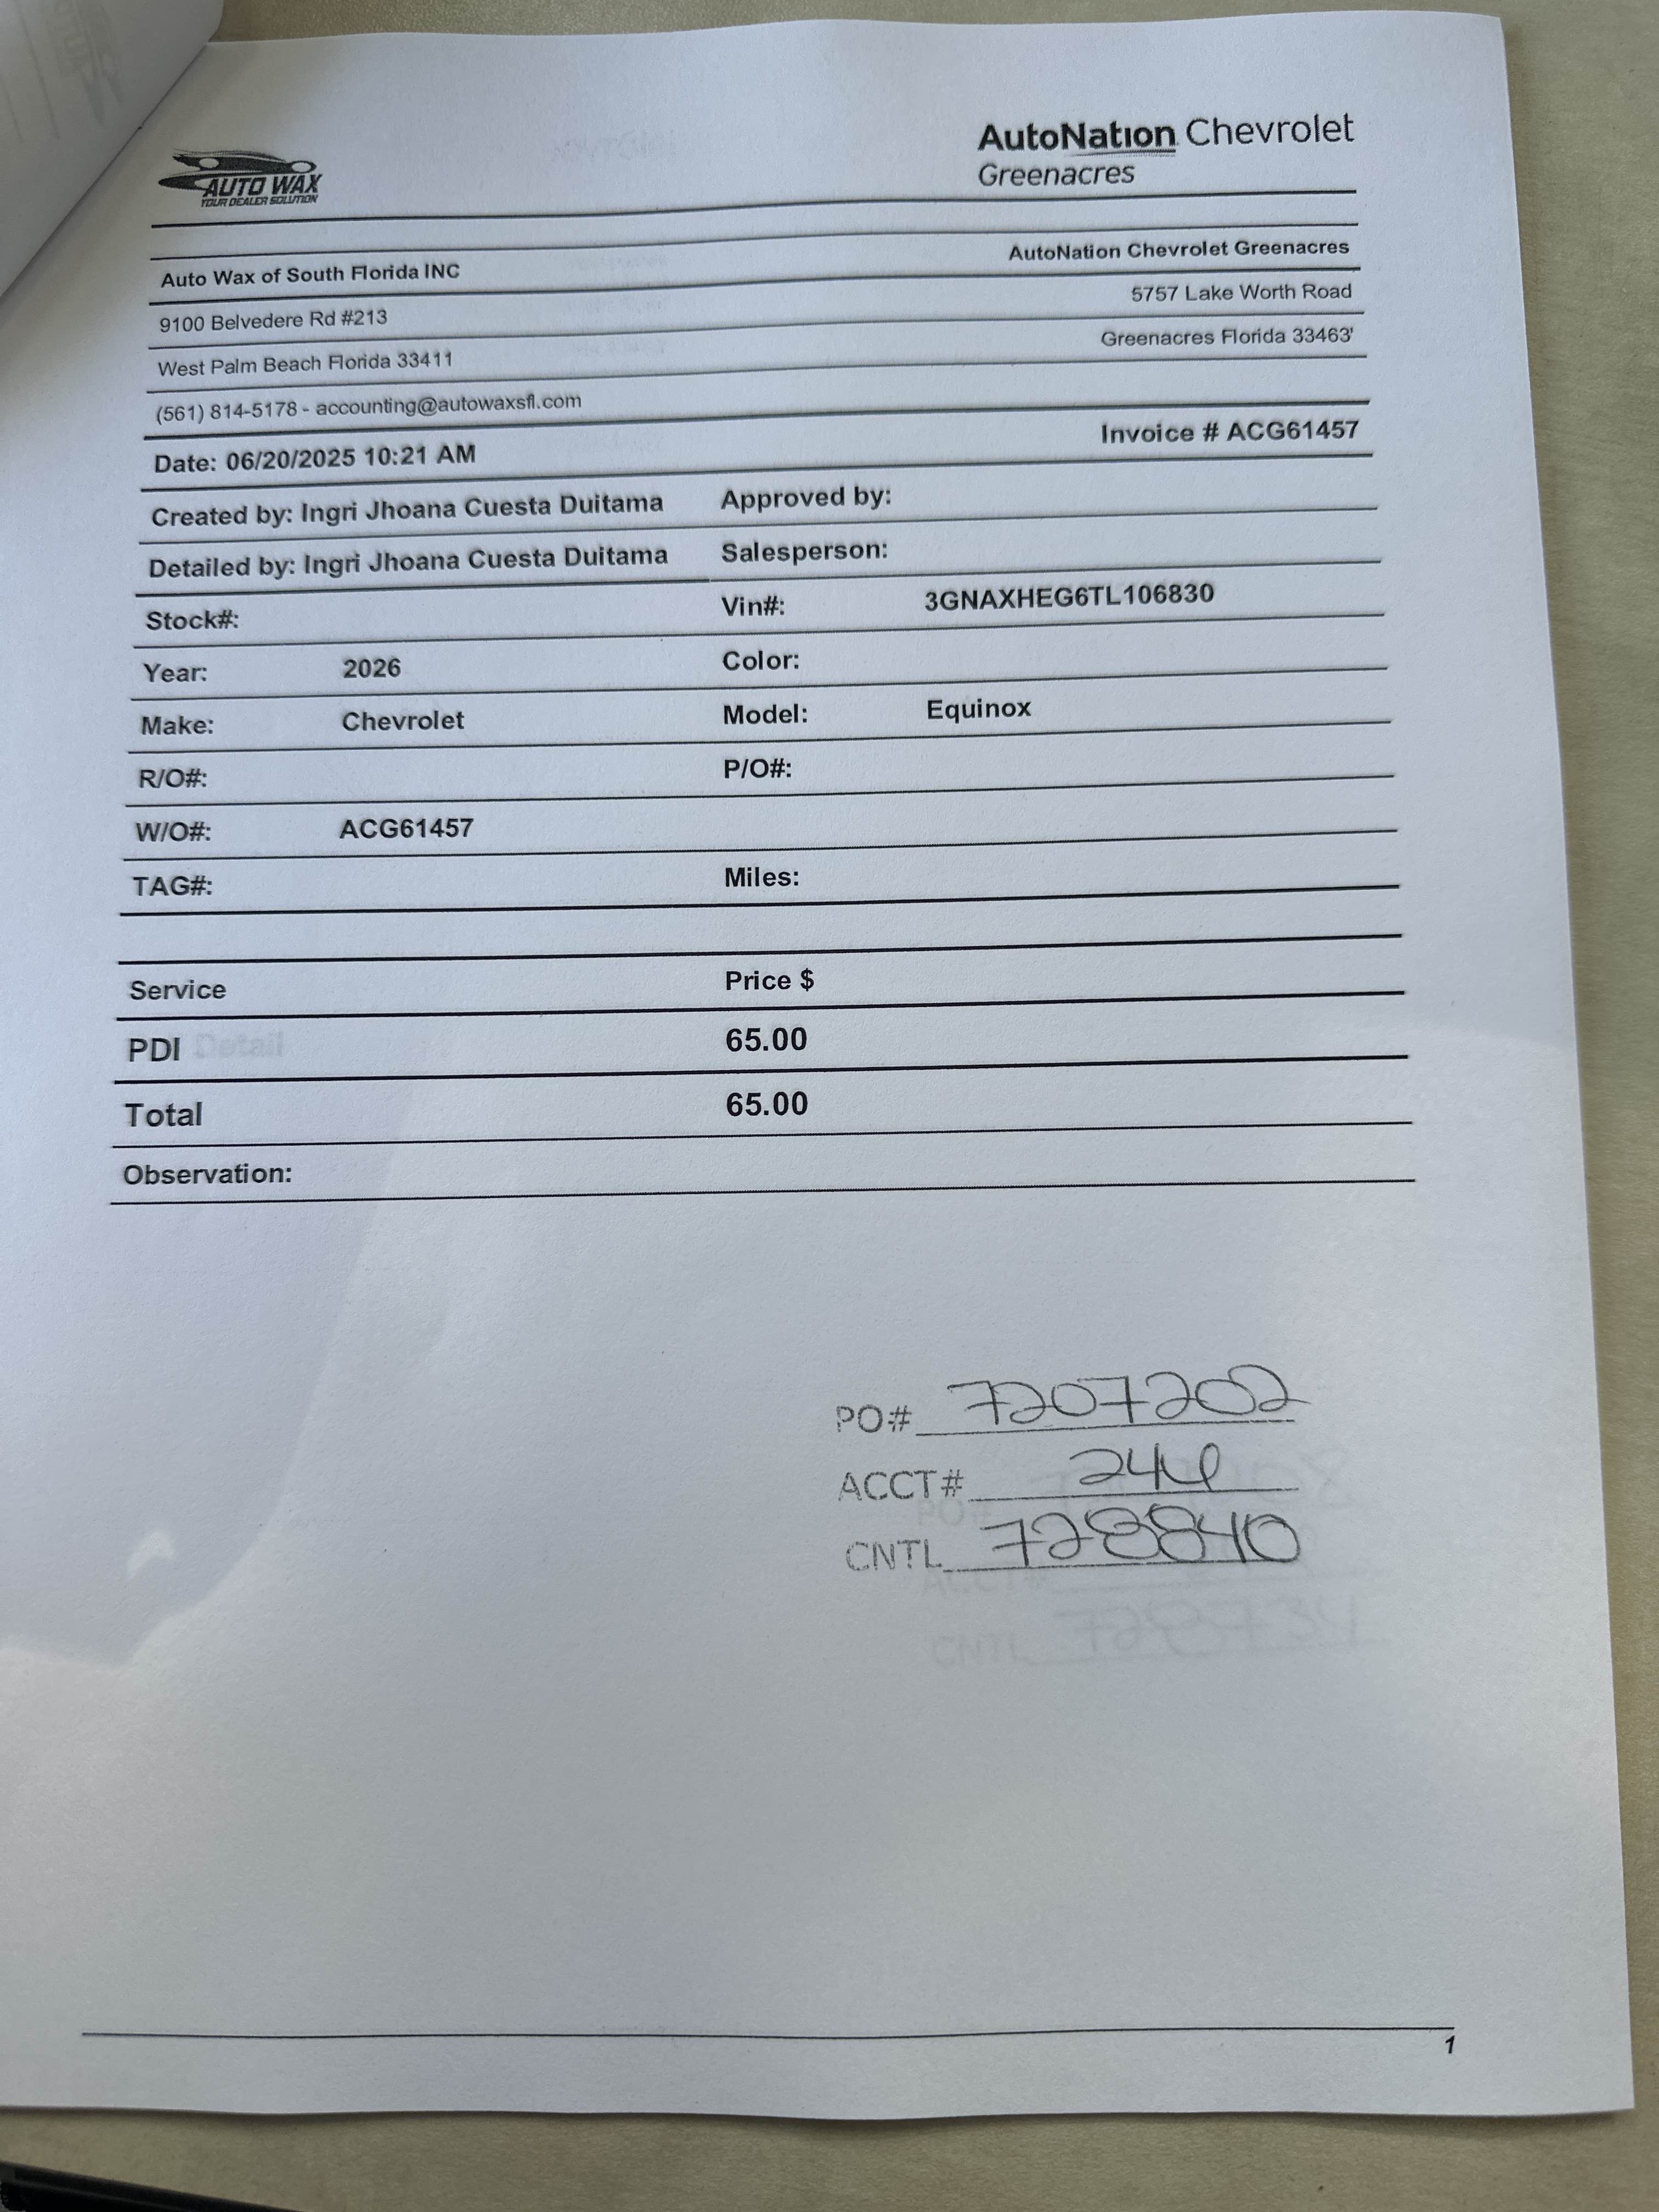 AUTO WAX
YOUR DEALER SOLUTION
AutoNation Chevrolet
Greenacres
Auto Wax of South Florida INC
AutoNation Chevrolet Greenacres
9100 Belvedere Rd #213
5757 Lake Worth Road
West Palm Beach Florida 33411
Greenacres Florida 33463'
(561) 814-5178 - accounting@autowaxsfl.com
Date: 06/20/2025 10:21 AM
Invoice # ACG61457
Created by: Ingri Jhoana Cuesta Duitama Approved by:
Detailed by: Ingri Jhoana Cuesta Duitama Salesperson:
Stock#: Vin#: 3GNAXHEG6TL106830
Year: 2026 Color:
Make: Chevrolet Model: Equinox
R/O#: P/O#:
W/O#: ACG61457
TAG#: Miles:
Service Price $
PDI 65.00
Total 65.00
Observation:
PO# 7207202
ACCT#
CNTL 728840
1